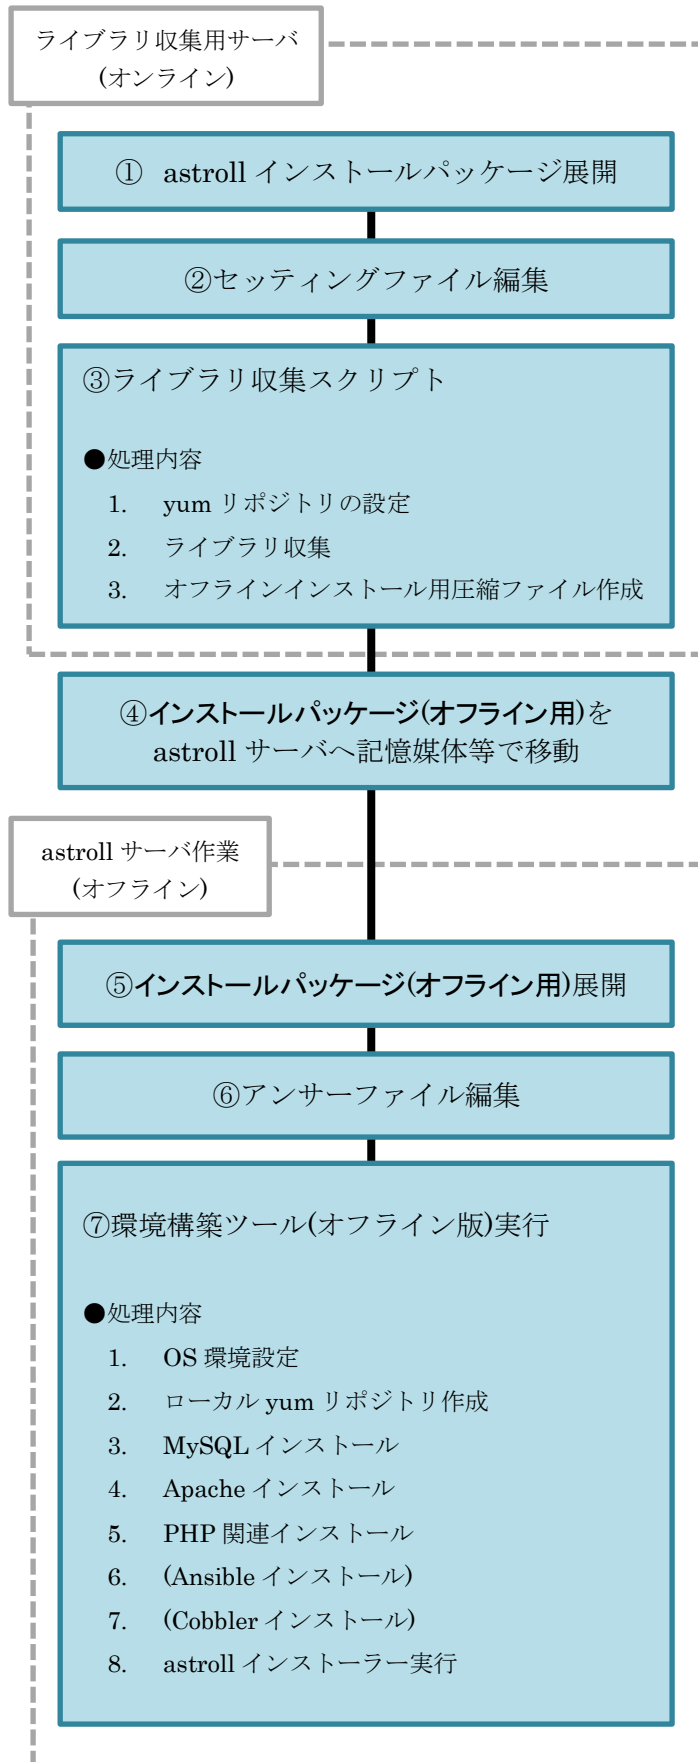 ライブラリ収集用サーバ
(オンライン)
① astroll インストールパッケージ展開
②セッティングファイル編集
③ライブラリ収集スクリプト
●処理内容
1. yum リポジトリの設定
2. ライブラリ収集
3. オフラインインストール用圧縮ファイル作成
④インストールパッケージ(オフライン用)を
astroll サーバへ記憶媒体等で移動
astroll サーバ作業
(オフライン)
⑤インストールパッケージ(オフライン用)展開
⑥アンサーファイル編集
⑦環境構築ツール(オフライン版)実行
●処理内容
1. OS 環境設定
2. ローカル yum リポジトリ作成
3. MySQL インストール
4. Apache インストール
5. PHP 関連インストール
6. (Ansible インストール)
7. (Cobbler インストール)
8. astroll インストーラー実行